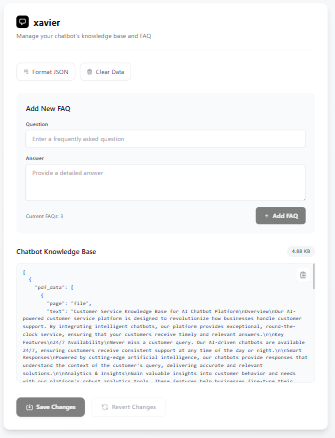 xavier
Manage your chatbot's knowledge base and FAQ
Format JSON
Clear Data
Add New FAQ
Question
Enter a frequently asked question
Answer
Provide a detailed answer
Current FAQs: 3
+ Add FAQ
Chatbot Knowledge Base
4.88 KB
[
{
"pdf_data": [
{
"page": "file",
"text": "Customer Service Knowledge Base for AI Chatbot Platform\nOverview\nOur AI-
powered customer service platform is designed to revolutionize how businesses handle customer
support. By integrating intelligent chatbots, our platform provides exceptional, round-the-
clock service, ensuring that your customers receive timely and relevant answers.\n\nKey
Features\n24/7 Availability\nNever miss a customer query. Our AI-driven chatbots are available
24/7, ensuring customers receive consistent support at any time of the day or night.\n\nSmart
Responses\nPowered by cutting-edge artificial intelligence, our chatbots provide responses that
understand the context of the customer's query, delivering accurate and relevant
solutions.\n\nAnalytics & Insights\nGain valuable insights into customer behavior and needs
with our platform's robust analytics tools. These features help businesses fine-tune their
Save Changes
Revert Changes